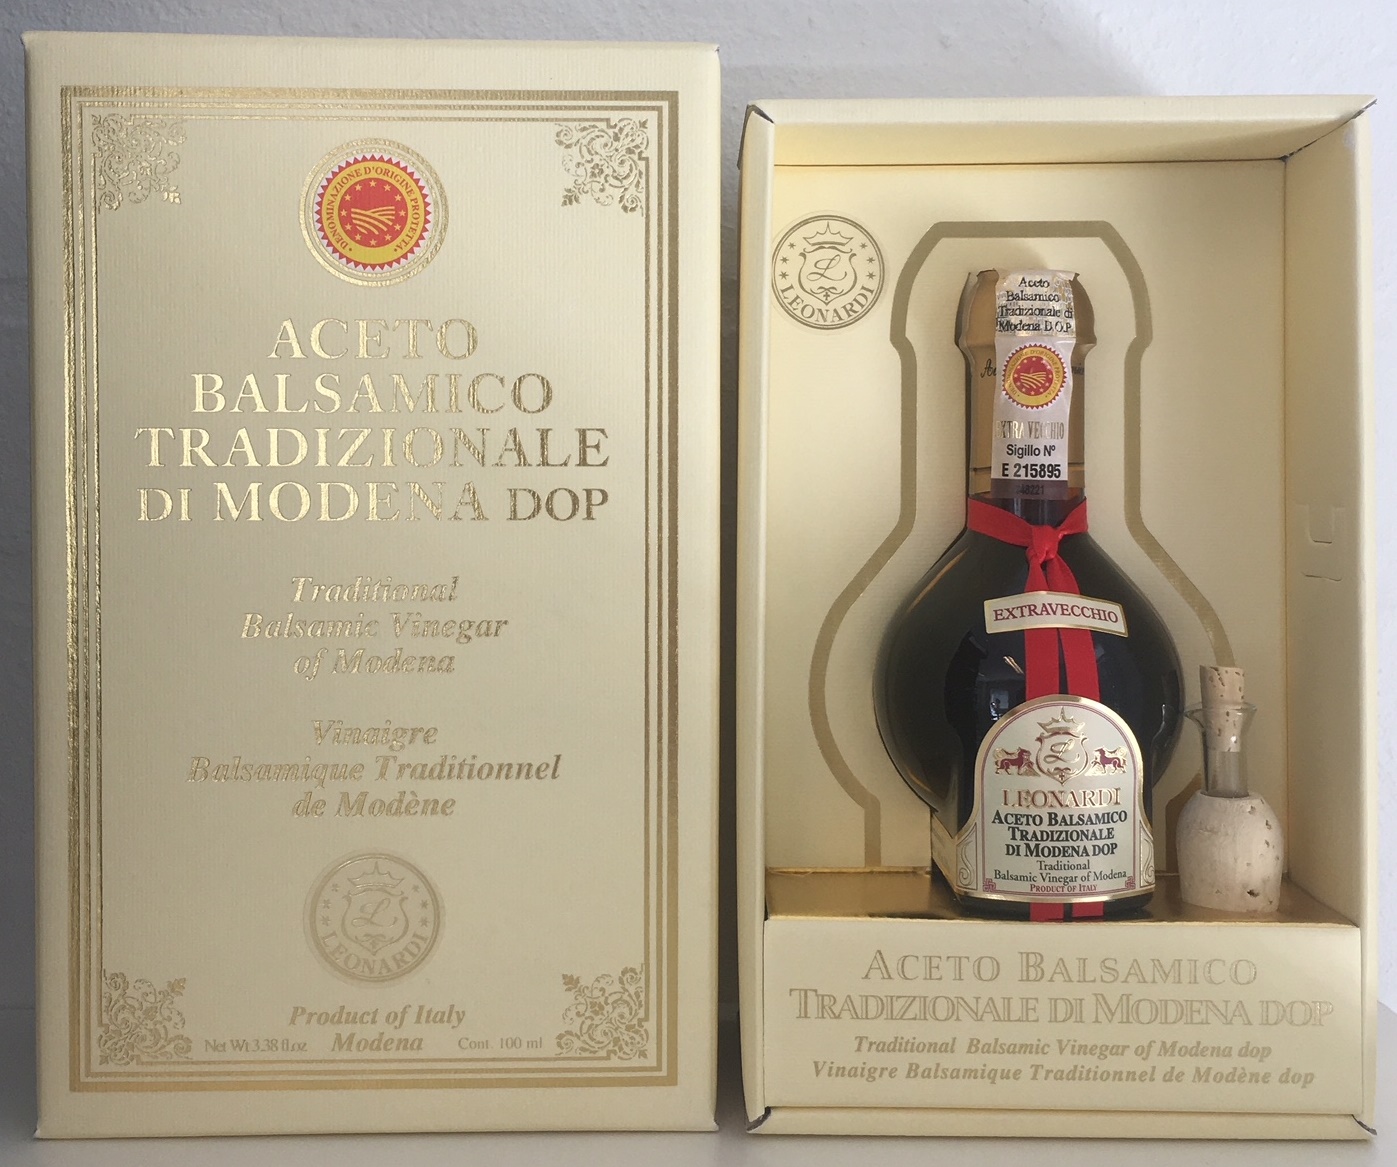 DENOMINAZIONE D'ORIGINE PROTETTA
ACETO
BALSAMICO
TRADIZIONALE
DI MODENA DOP
Traditional
Balsamic Vinegar
of Modena
Vinaigre
Balsamique Traditionnel
de Modène
L
LEONARDI
Product of Italy
Net Wt 3.38 fl.oz Modena Cont. 100 ml
L
LEONARDI
Aceto
Balsamico
Tradizionale di
Modena D.O.P.
EXTRA VECCHIO
Sigillo N°
E 215895
EXTRAVECCHIO
L
LEONARDI
ACETO BALSAMICO
TRADIZIONALE
DI MODENA DOP
Traditional
Balsamic Vinegar of Modena
PRODUCT OF ITALY
ACETO BALSAMICO
TRADIZIONALE DI MODENA DOP
Traditional Balsamic Vinegar of Modena dop
Vinaigre Balsamique Traditionnel de Modène dop